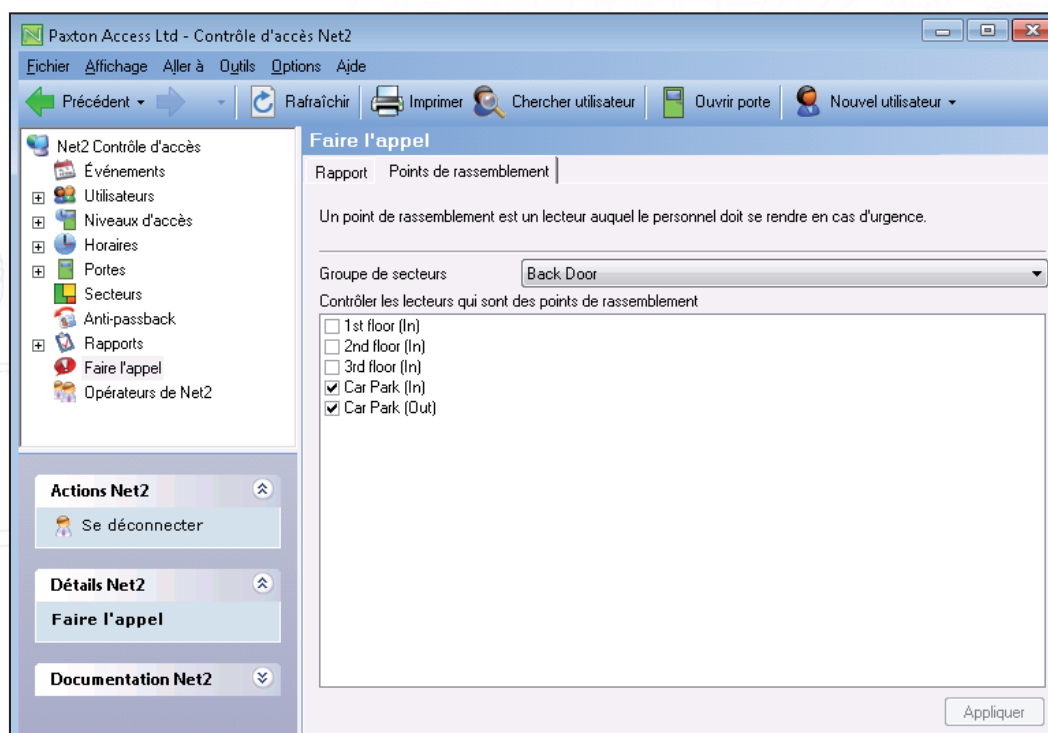 Paxton Access Ltd - Contrôle d'accès Net2
Fichier Affichage Aller à Outils Options Aide
Précédent Rafraîchir Imprimer Chercher utilisateur Ouvrir porte Nouvel utilisateur
Net2 Contrôle d'accès
Événements
Utilisateurs
Niveaux d'accès
Horaires
Portes
Secteurs
Anti-passback
Rapports
Faire l'appel
Opérateurs de Net2
Actions Net2
Se déconnecter
Détails Net2
Faire l'appel
Documentation Net2
Faire l'appel
Rapport Points de rassemblement
Un point de rassemblement est un lecteur auquel le personnel doit se rendre en cas d'urgence.
Groupe de secteurs Back Door
Contrôler les lecteurs qui sont des points de rassemblement
1st floor (In)
2nd floor (In)
3rd floor (In)
Car Park (In)
Car Park (Out)
Appliquer